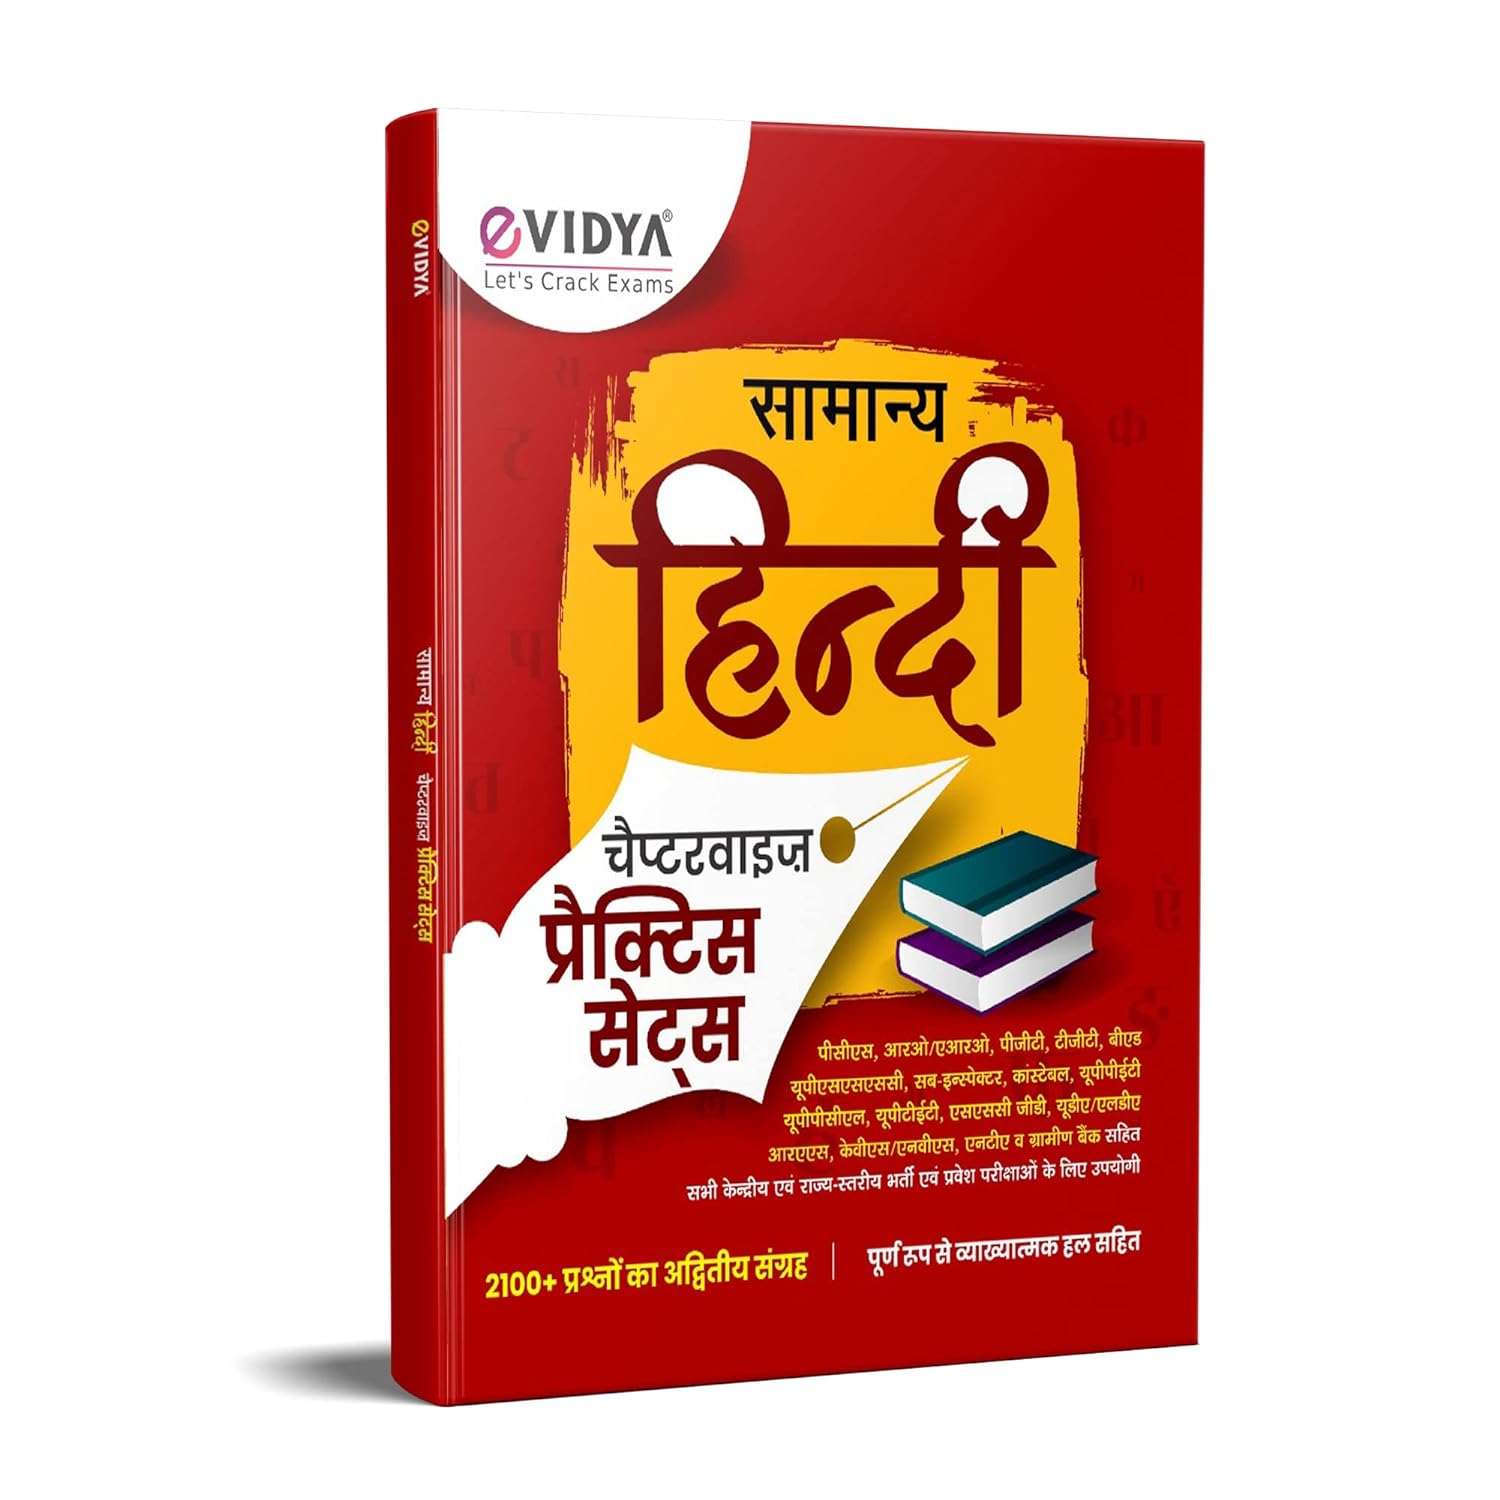 eVIDYA®
Let's Crack Exams
सामान्य
हिन्दी
चैप्टरवाइज़
प्रैक्टिस
सेट्स
पीसीएस, आरओ/एआरओ, पीजीटी, टीजीटी, बीएड
यूपीएसएसएससी, सब-इन्स्पेक्टर, कांस्टेबल, यूपीपीईटी
यूपीपीसीएल, यूपीटीईटी, एसएससी जीडी, यूडीए/एलडीए
आरएएस, केवीएस/एनवीएस, एनटीए व ग्रामीण बैंक सहित
सभी केन्द्रीय एवं राज्य-स्तरीय भर्ती एवं प्रवेश परीक्षाओं के लिए उपयोगी
2100+ प्रश्नों का अद्वितीय संग्रह | पूर्ण रूप से व्याख्यात्मक हल सहित
eVIDYA®
सामान्य हिन्दी चैप्टरवाइज प्रैक्टिस सेट्स
स
ट
क
प
म
आ
त
एं
ङ